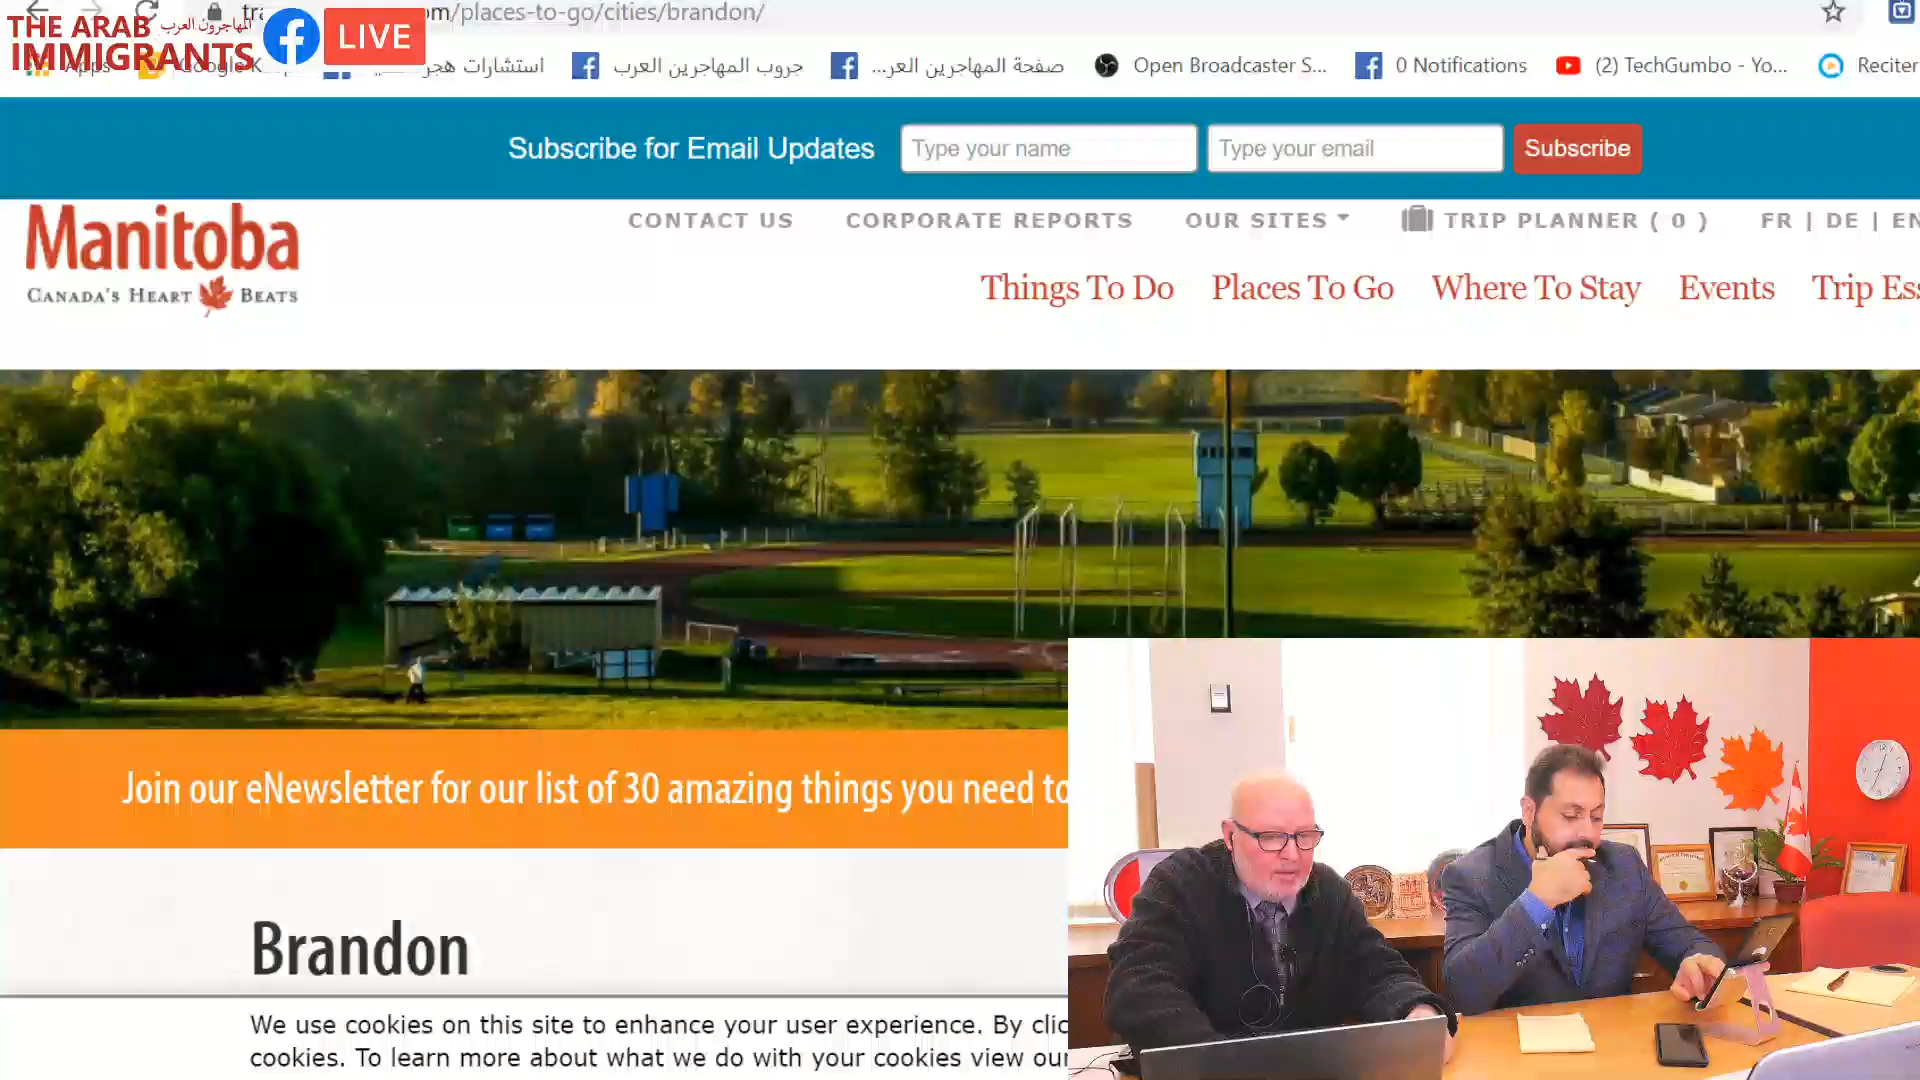 /places-to-go/cities/brandon/
THE ARAB المهاجرون العرب
IMMIGRANTS
LIVE
Apps
استشارات
جروب المهاجرين العرب
صفحة المهاجرين العر...
Open Broadcaster S...
0 Notifications
(2) TechGumbo - Yo...
Reciter
Subscribe for Email Updates
Type your name
Type your email
Subscribe
Manitoba
CANADA'S HEART BEATS
CONTACT US
CORPORATE REPORTS
OUR SITES
TRIP PLANNER ( 0 )
FR | DE | EN
Things To Do
Places To Go
Where To Stay
Events
Trip Ess
Join our eNewsletter for our list of 30 amazing things you need to
Brandon
We use cookies on this site to enhance your user experience. By clic
cookies. To learn more about what we do with your cookies view our